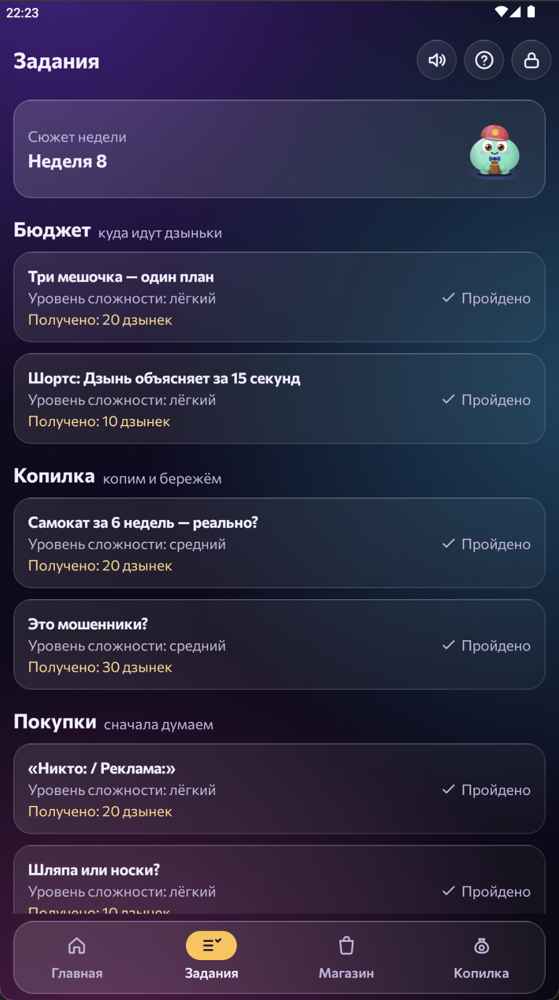 22:23
Задания
Сюжет недели
Неделя 8
Бюджет куда идут дзыньки
Три мешочка — один план
Уровень сложности: лёгкий
Пройдено
Получено: 20 дзынек
Шортс: Дзынь объясняет за 15 секунд
Уровень сложности: лёгкий
Пройдено
Получено: 10 дзынек
Копилка копим и бережём
Самокат за 6 недель — реально?
Уровень сложности: средний
Пройдено
Получено: 20 дзынек
Это мошенники?
Уровень сложности: средний
Пройдено
Получено: 30 дзынек
Покупки сначала думаем
«Никто: / Реклама:»
Уровень сложности: лёгкий
Пройдено
Получено: 20 дзынек
Шляпа или носки?
Уровень сложности: лёгкий
Пройдено
Получено: 10 дзынек
Главная
Задания
Магазин
Копилка